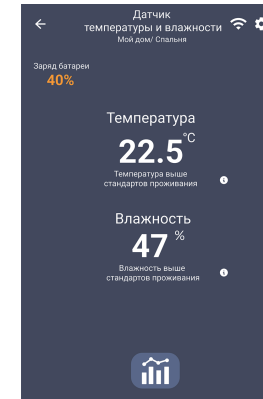 Датчик
температуры и влажности
Мой дом/ Спальня
Заряд батареи
40%
Температура
22.5°C
Температура выше
стандартов проживания
Влажность
47 %
Влажность выше
стандартов проживания